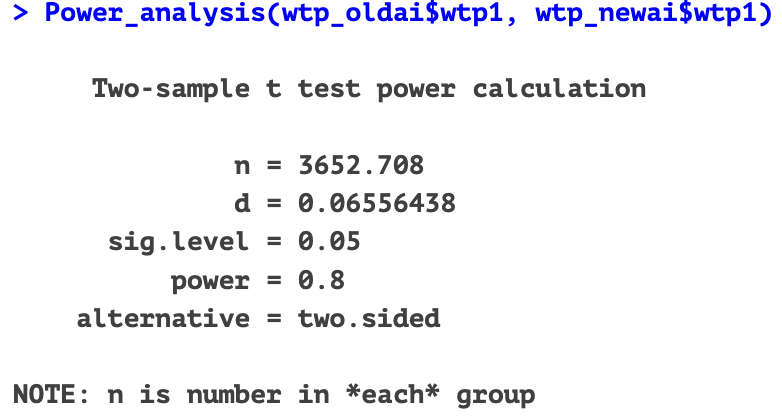 > Power_analysis(wtp_oldai$wtp1, wtp_newai$wtp1)
Two-sample t test power calculation
n = 3652.708
d = 0.06556438
sig.level = 0.05
power = 0.8
alternative = two.sided
NOTE: n is number in *each* group